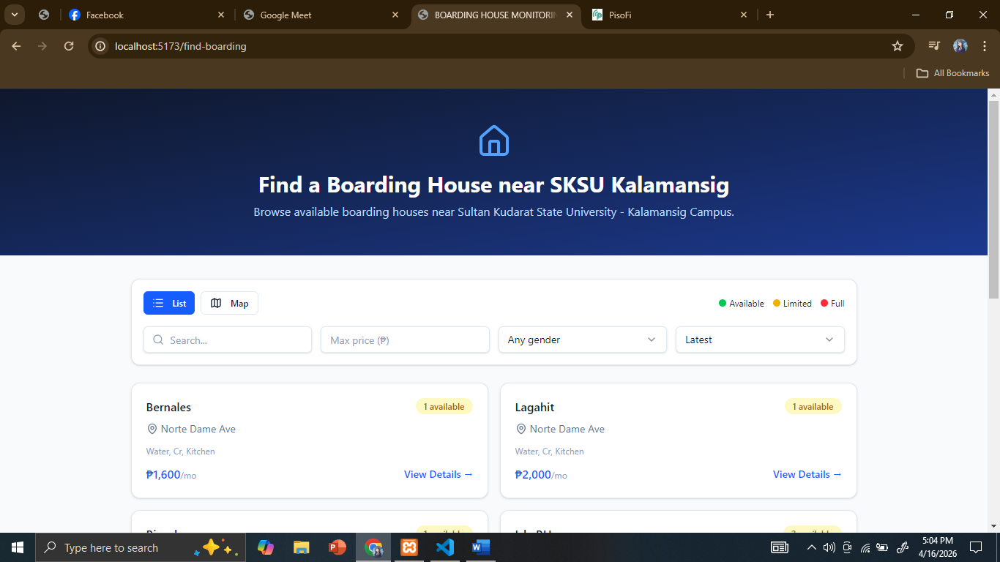 Facebook
Google Meet
BOARDING HOUSE MONITORIN
PisoFi
localhost:5173/find-boarding
All Bookmarks
Find a Boarding House near SKSU Kalamansig
Browse available boarding houses near Sultan Kudarat State University - Kalamansig Campus.
List
Map
Available
Limited
Full
Search...
Max price (₱)
Any gender
Latest
Bernales
1 available
Norte Dame Ave
Water, Cr, Kitchen
₱1,600/mo
View Details →
Lagahit
1 available
Norte Dame Ave
Water, Cr, Kitchen
₱2,000/mo
View Details →
Type here to search
5:04 PM
4/16/2026